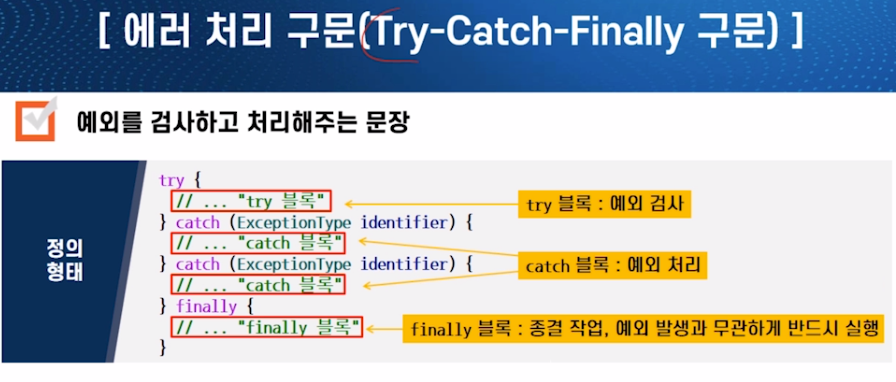 [ 에러 처리 구문(Try-Catch-Finally 구문) ]
예외를 검사하고 처리해주는 문장
정의
형태
try {
// ... "try 블록"
} catch (ExceptionType identifier) {
// ... "catch 블록"
} catch (ExceptionType identifier) {
// ... "catch 블록"
} finally {
// ... "finally 블록"
}
try 블록 : 예외 검사
catch 블록 : 예외 처리
finally 블록 : 종결 작업, 예외 발생과 무관하게 반드시 실행